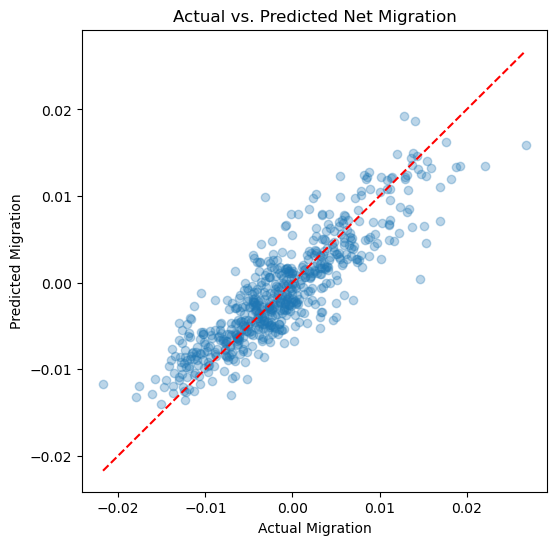 Actual vs. Predicted Net Migration
Predicted Migration
0.02
0.01
0.00
−0.01
−0.02
−0.02 −0.01 0.00 0.01 0.02
Actual Migration